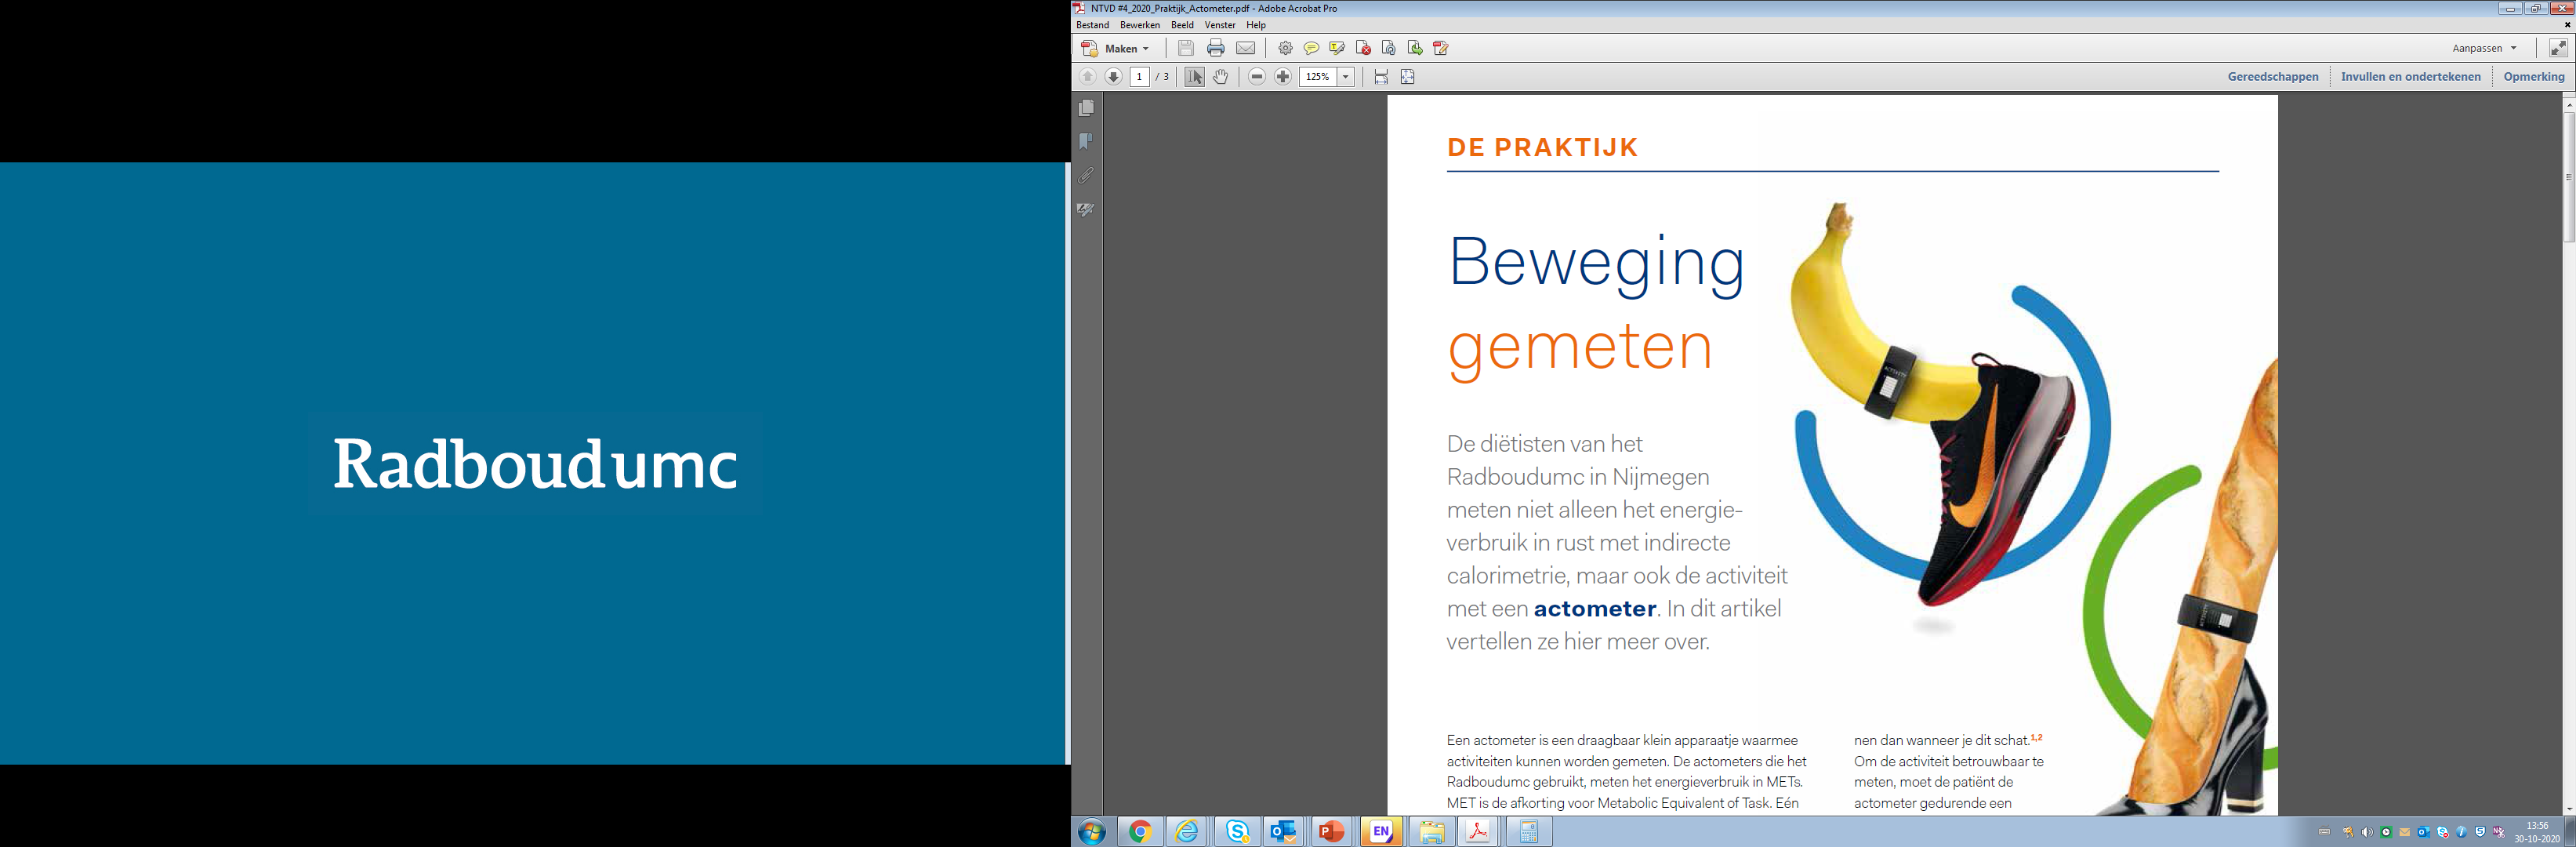 Radboudumc
NTVD #4_2020_Praktijk_Actometer.pdf - Adobe Acrobat Pro
Bestand Bewerken Beeld Venster Help
Maken
Aanpassen
1 / 3
125%
Gereedschappen Invullen en ondertekenen Opmerking
DE PRAKTIJK
Beweging
gemeten
De diëtisten van het
Radboudumc in Nijmegen
meten niet alleen het energie-
verbruik in rust met indirecte
calorimetrie, maar ook de activiteit
met een actometer. In dit artikel
vertellen ze hier meer over.
Een actometer is een draagbaar klein apparaatje waarmee
activiteiten kunnen worden gemeten. De actometers die het
Radboudumc gebruikt, meten het energieverbruik in METs.
MET is de afkorting voor Metabolic Equivalent of Task. Eén
nen dan wanneer je dit schat.1,2
Om de activiteit betrouwbaar te
meten, moet de patiënt de
actometer gedurende een
EN
13:56
30-10-2020